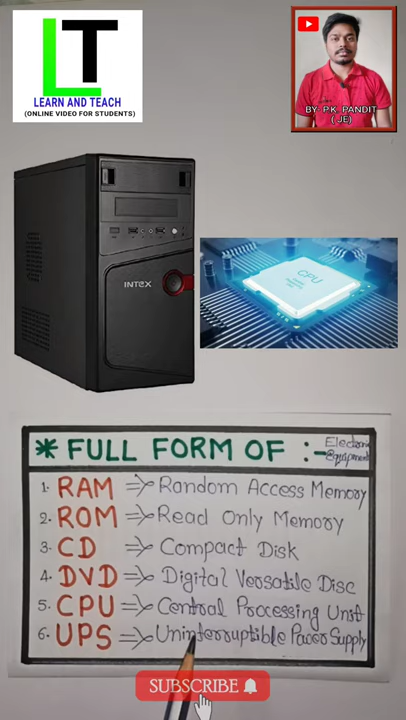 LT
LEARN AND TEACH
(ONLINE VIDEO FOR STUDENTS)
BY- P.K. PANDIT
( JE)
INTEX
CPU
* FULL FORM OF :- Electronic Equipment
1. RAM => Random Access Memory
2. ROM => Read Only Memory
3. CD => Compact Disk
4. DVD => Digital Versatile Disc
5. CPU => Central Processing Unit
6. UPS => Uninterruptible Power Supply
SUBSCRIBE